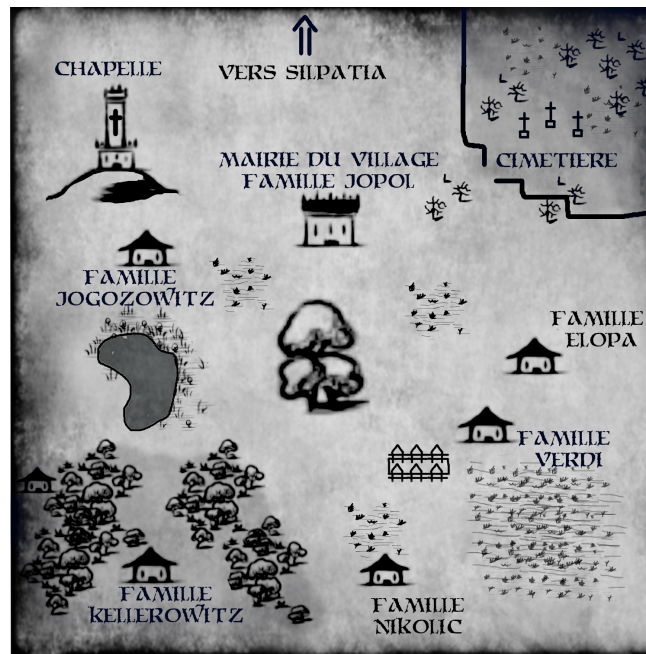 CHAPELLE
VERS SILPATIA
MAIRIE DU VILLAGE
FAMILLE JOPOL
CIMETIERE
FAMILLE
JOGOZOWITZ
FAMILLE
ELOPA
FAMILLE
VERDI
FAMILLE
KELLEROWITZ
FAMILLE
NIKOLIC